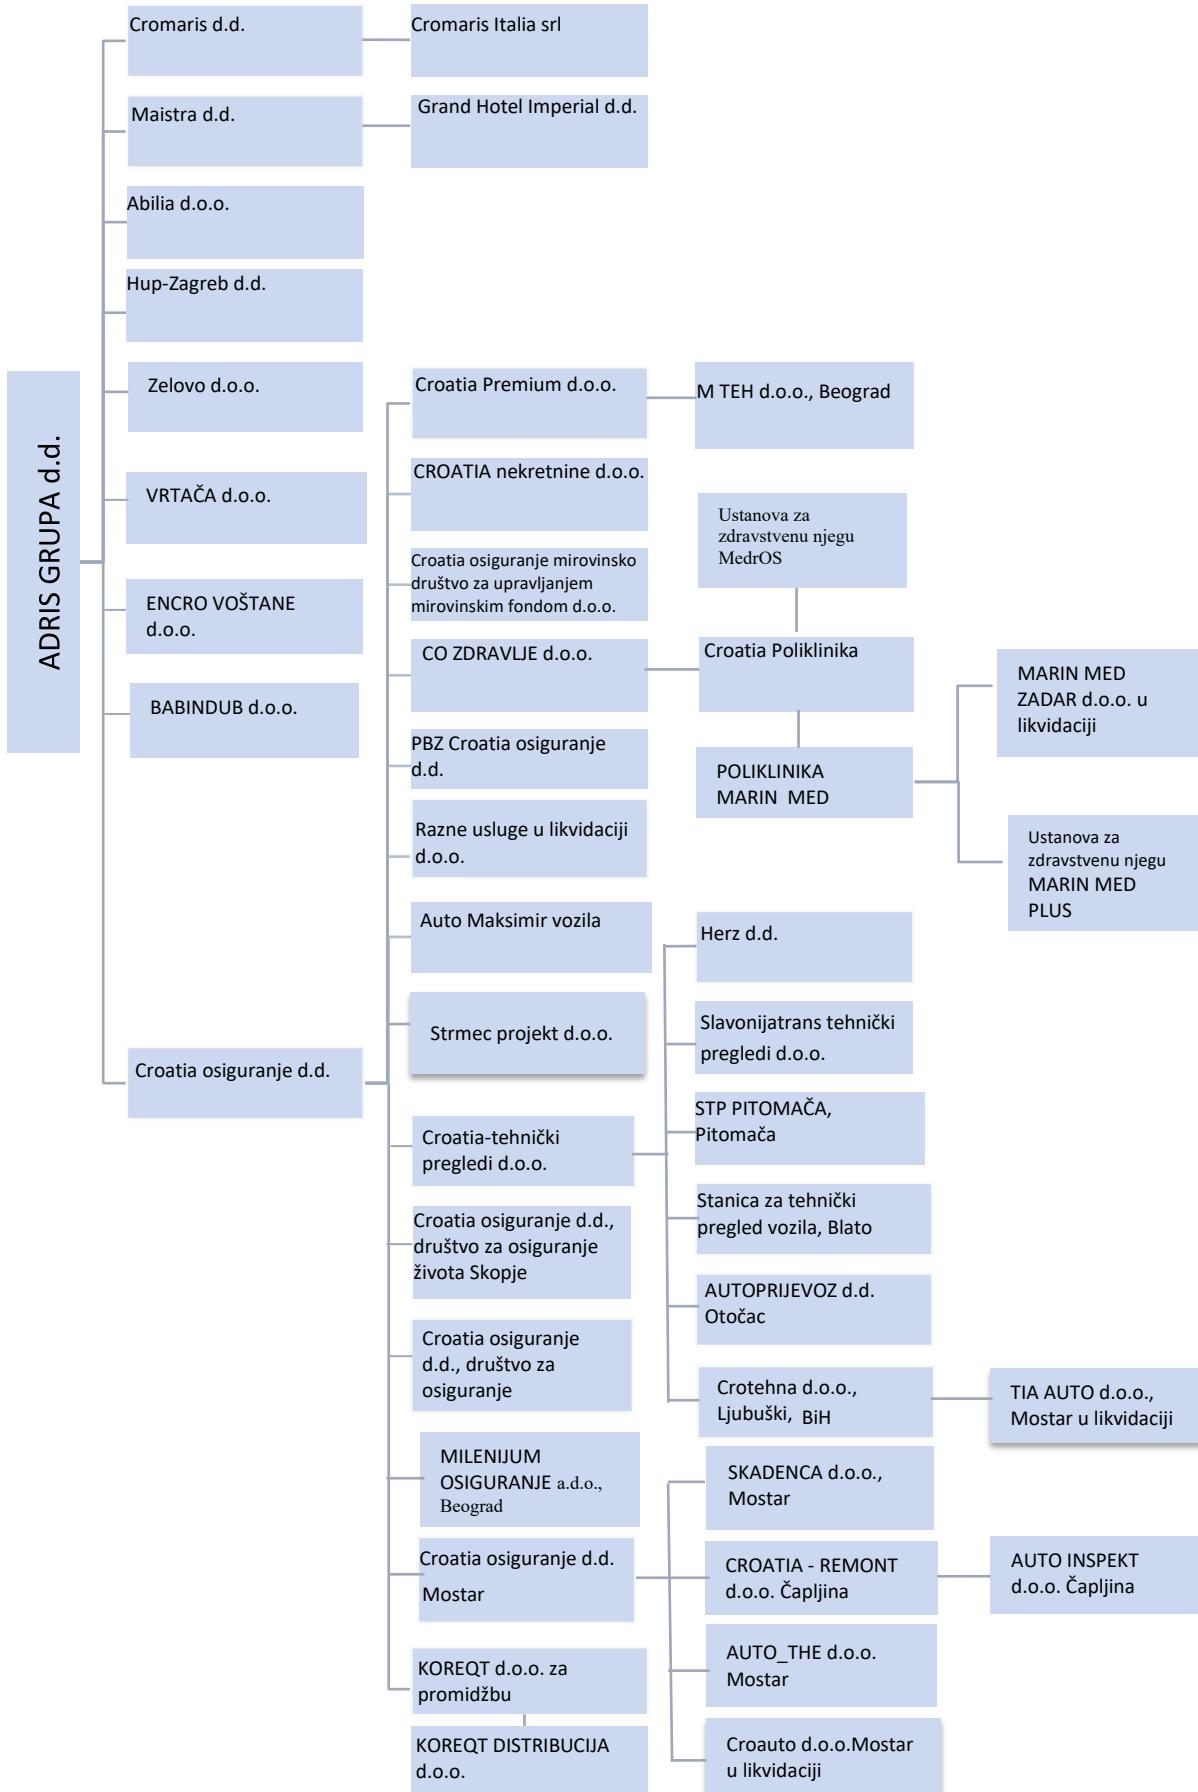 Cromaris d.d.
Cromaris Italia srl
Maistra d.d.
Grand Hotel Imperial d.d.
Abilia d.o.o.
Hup-Zagreb d.d.
Zelovo d.o.o.
VRTAČA d.o.o.
ENCRO VOŠTANE
d.o.o.
BABINDUB d.o.o.
ADRIS GRUPA d.d.
Croatia osiguranje d.d.
Croatia Premium d.o.o.
M TEH d.o.o., Beograd
CROATIA nekretnine d.o.o.
Croatia osiguranje mirovinsko
društvo za upravljanjem
mirovinskim fondom d.o.o.
CO ZDRAVLJE d.o.o.
Ustanova za
zdravstvenu njegu
MedrOS
Croatia Poliklinika
POLIKLINIKA
MARIN  MED
MARIN MED
ZADAR d.o.o. u
likvidaciji
Ustanova za
zdravstvenu njegu
MARIN MED
PLUS
PBZ Croatia osiguranje
d.d.
Razne usluge u likvidaciji
d.o.o.
Auto Maksimir vozila
Strmec projekt d.o.o.
Croatia-tehnički
pregledi d.o.o.
Herz d.d.
Slavonijatrans tehnički
pregledi d.o.o.
STP PITOMAČA,
Pitomača
Stanica za tehnički
pregled vozila, Blato
AUTOPRIJEVOZ d.d.
Otočac
Crotehna d.o.o.,
Ljubuški, BiH
TIA AUTO d.o.o.,
Mostar u likvidaciji
Croatia osiguranje d.d.,
društvo za osiguranje
života Skopje
Croatia osiguranje
d.d., društvo za
osiguranje
MILENIJUM
OSIGURANJE a.d.o.,
Beograd
Croatia osiguranje d.d.
Mostar
SKADENCA d.o.o.,
Mostar
CROATIA - REMONT
d.o.o. Čapljina
AUTO INSPEKT
d.o.o. Čapljina
AUTO_THE d.o.o.
Mostar
Croauto d.o.o.Mostar
u likvidaciji
KOREQT d.o.o. za
promidžbu
KOREQT DISTRIBUCIJA
d.o.o.